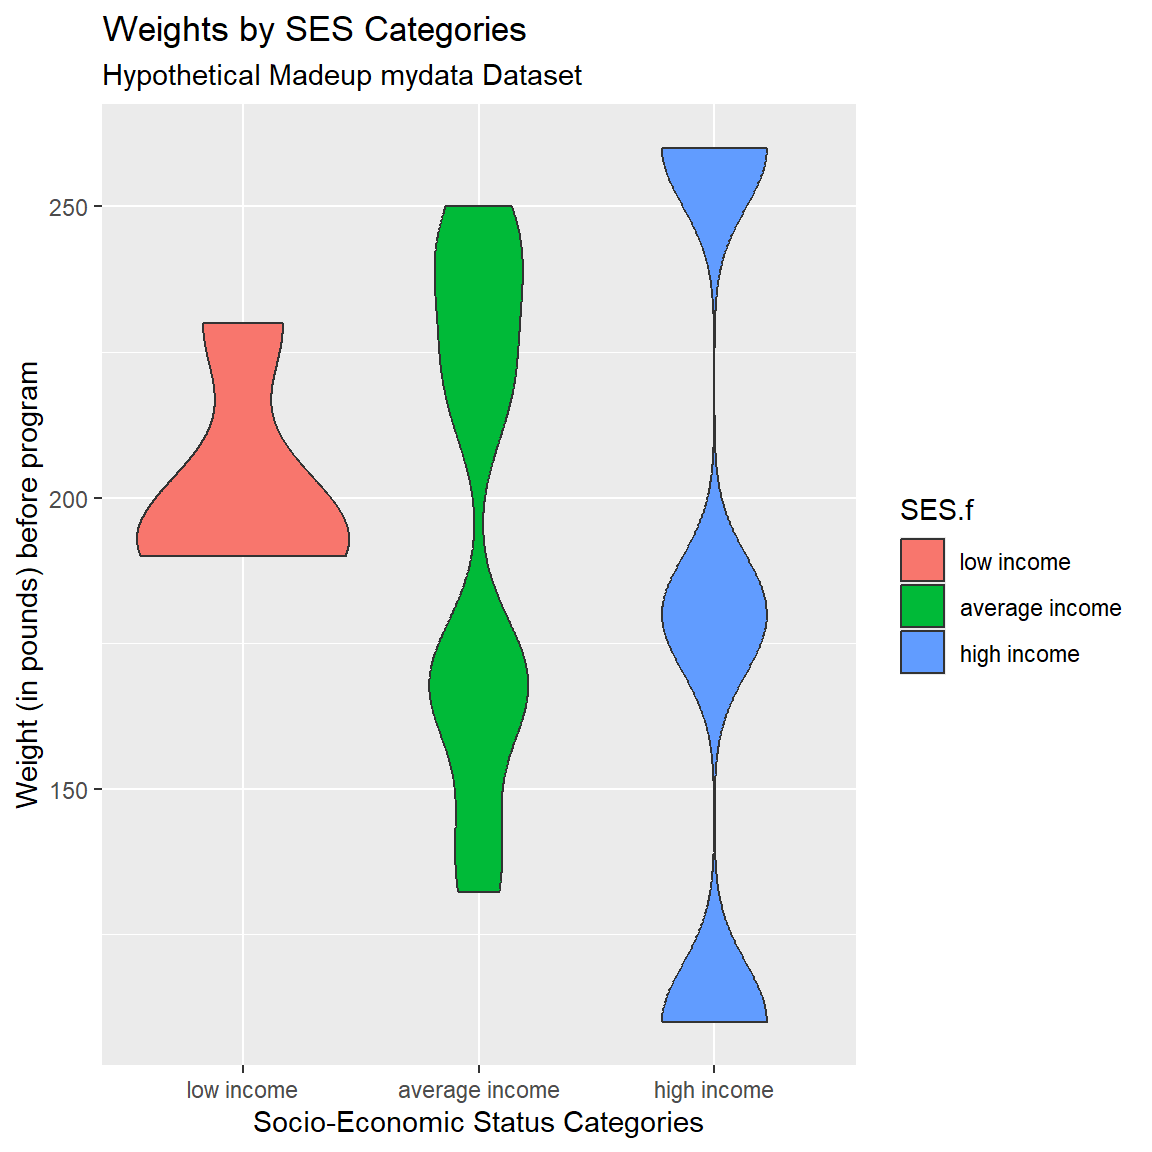 Weights by SES Categories
Hypothetical Madeup mydata Dataset
Weight (in pounds) before program
250
200
150
low income
average income
high income
Socio-Economic Status Categories
SES.f
low income
average income
high income